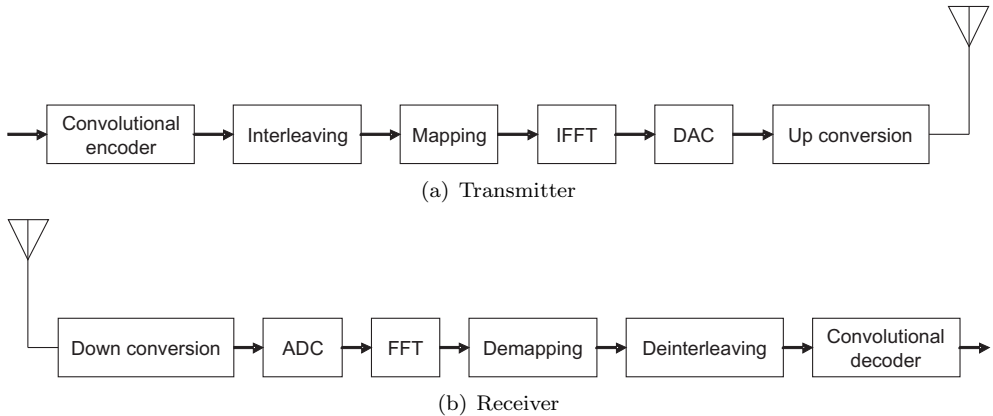 Convolutional
encoder
Interleaving
Mapping
IFFT
DAC
Up conversion
(a) Transmitter
Down conversion
ADC
FFT
Demapping
Deinterleaving
Convolutional
decoder
(b) Receiver